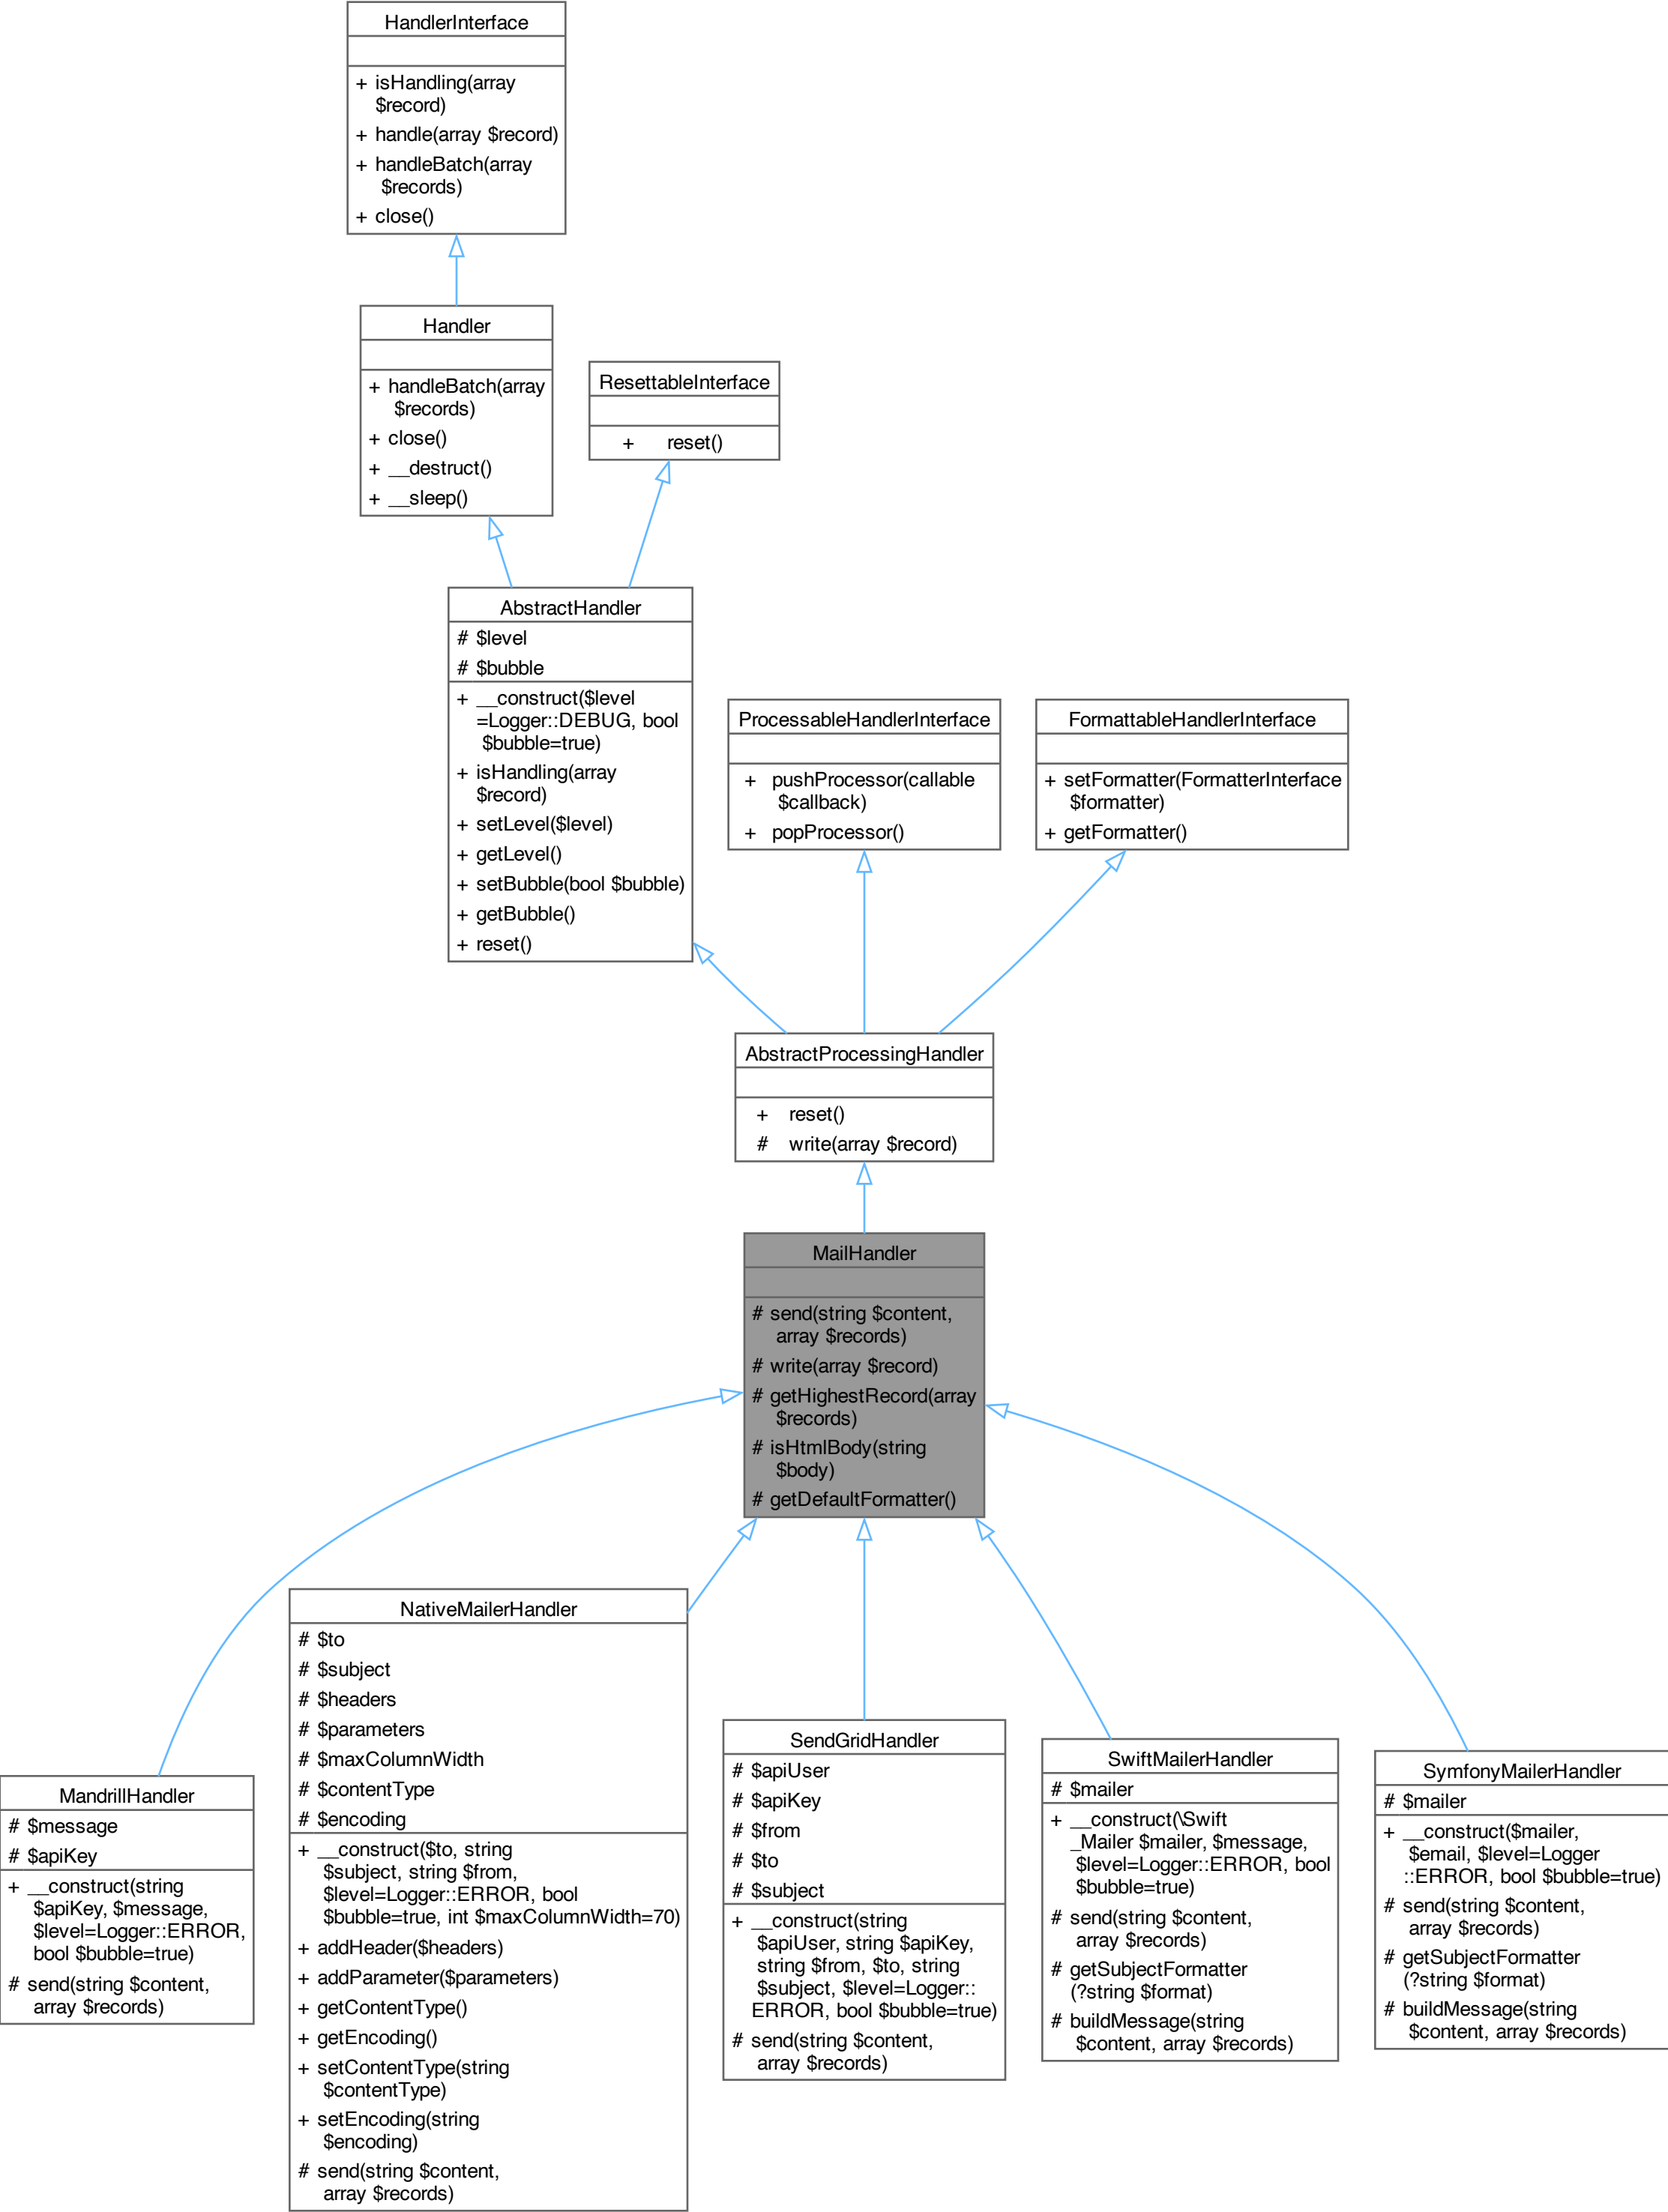 HandlerInterface
+ isHandling(array
$record)
+ handle(array $record)
+ handleBatch(array
$records)
+ close()
Handler
+ handleBatch(array
$records)
+ close()
+ __destruct()
+ __sleep()
ResettableInterface
+ reset()
AbstractHandler
# $level
# $bubble
+ __construct($level
=Logger::DEBUG, bool
$bubble=true)
+ isHandling(array
$record)
+ setLevel($level)
+ getLevel()
+ setBubble(bool $bubble)
+ getBubble()
+ reset()
ProcessableHandlerInterface
+ pushProcessor(callable
$callback)
+ popProcessor()
FormattableHandlerInterface
+ setFormatter(FormatterInterface
$formatter)
+ getFormatter()
AbstractProcessingHandler
+ reset()
# write(array $record)
MailHandler
# send(string $content,
array $records)
# write(array $record)
# getHighestRecord(array
$records)
# isHtmlBody(string
$body)
# getDefaultFormatter()
MandrillHandler
# $message
# $apiKey
+ __construct(string
$apiKey, $message,
$level=Logger::ERROR,
bool $bubble=true)
# send(string $content,
array $records)
NativeMailerHandler
# $to
# $subject
# $headers
# $parameters
# $maxColumnWidth
# $contentType
# $encoding
+ __construct($to, string
$subject, string $from,
$level=Logger::ERROR, bool
$bubble=true, int $maxColumnWidth=70)
+ addHeader($headers)
+ addParameter($parameters)
+ getContentType()
+ getEncoding()
+ setContentType(string
$contentType)
+ setEncoding(string
$encoding)
# send(string $content,
array $records)
SendGridHandler
# $apiUser
# $apiKey
# $from
# $to
# $subject
+ __construct(string
$apiUser, string $apiKey,
string $from, $to, string
$subject, $level=Logger::
ERROR, bool $bubble=true)
# send(string $content,
array $records)
SwiftMailerHandler
# $mailer
+ __construct(\Swift
_Mailer $mailer, $message,
$level=Logger::ERROR, bool
$bubble=true)
# send(string $content,
array $records)
# getSubjectFormatter
(?string $format)
# buildMessage(string
$content, array $records)
SymfonyMailerHandler
# $mailer
+ __construct($mailer,
$email, $level=Logger
::ERROR, bool $bubble=true)
# send(string $content,
array $records)
# getSubjectFormatter
(?string $format)
# buildMessage(string
$content, array $records)